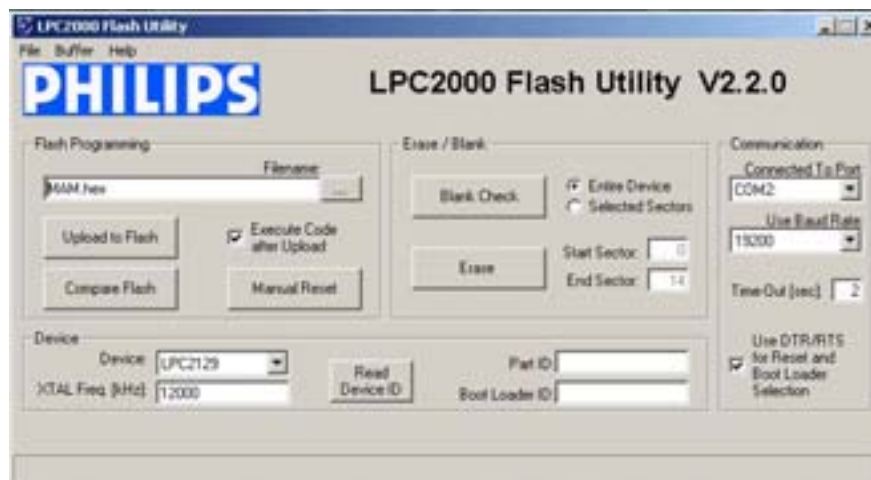 LPC2000 Flash Utility
File Buffer Help
PHILIPS
LPC2000 Flash Utility V2.2.0
Flash Programming
Filename:
MAM.hex
...
Upload to Flash
Execute Code
after Upload
Compare Flash
Manual Reset
Erase / Blank
Blank Check
Entire Device
Selected Sectors
Erase
Start Sector: 0
End Sector: 14
Communication
Connected To Port:
COM2:
Use Baud Rate
19200
Time-Out [sec]: 2
Use DTR/RTS
for Reset and
Boot Loader
Selection
Device
Device: LPC2129
XTAL Freq. [kHz]: 12000
Read
Device ID
Part ID:
Boot Loader ID: